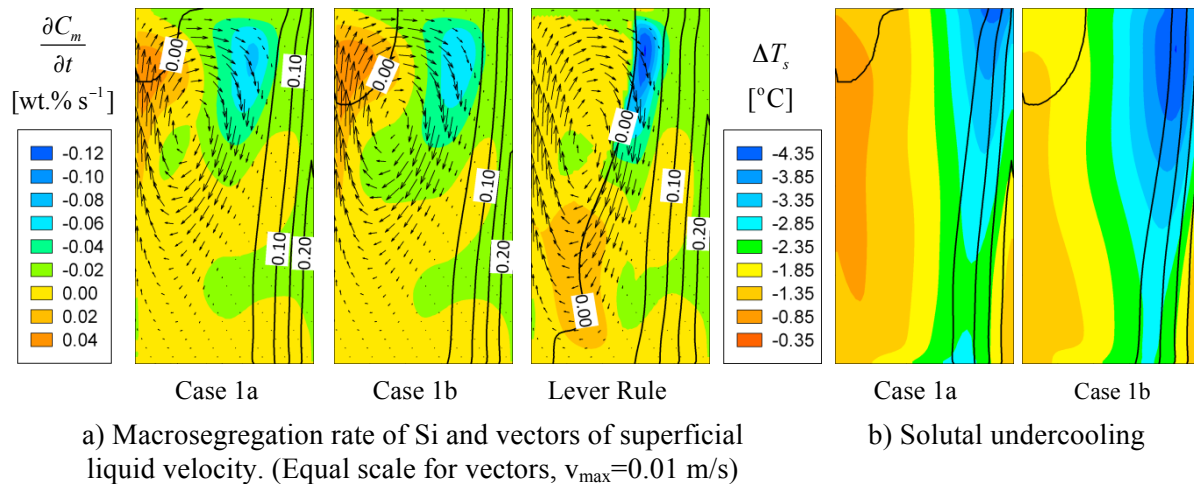 ∂C_m
∂t
[wt.% s⁻¹]
-0.12
-0.10
-0.08
-0.06
-0.04
-0.02
0.00
0.02
0.04
0.00
0.10
0.10
0.20
Case 1a
0.00
0.10
0.10
0.20
Case 1b
0.00
0.10
0.20
0.00
Lever Rule
a) Macrosegregation rate of Si and vectors of superficial
liquid velocity. (Equal scale for vectors, v_max=0.01 m/s)
ΔT_s
[°C]
-4.35
-3.85
-3.35
-2.85
-2.35
-1.85
-1.35
-0.85
-0.35
Case 1a
Case 1b
b) Solutal undercooling